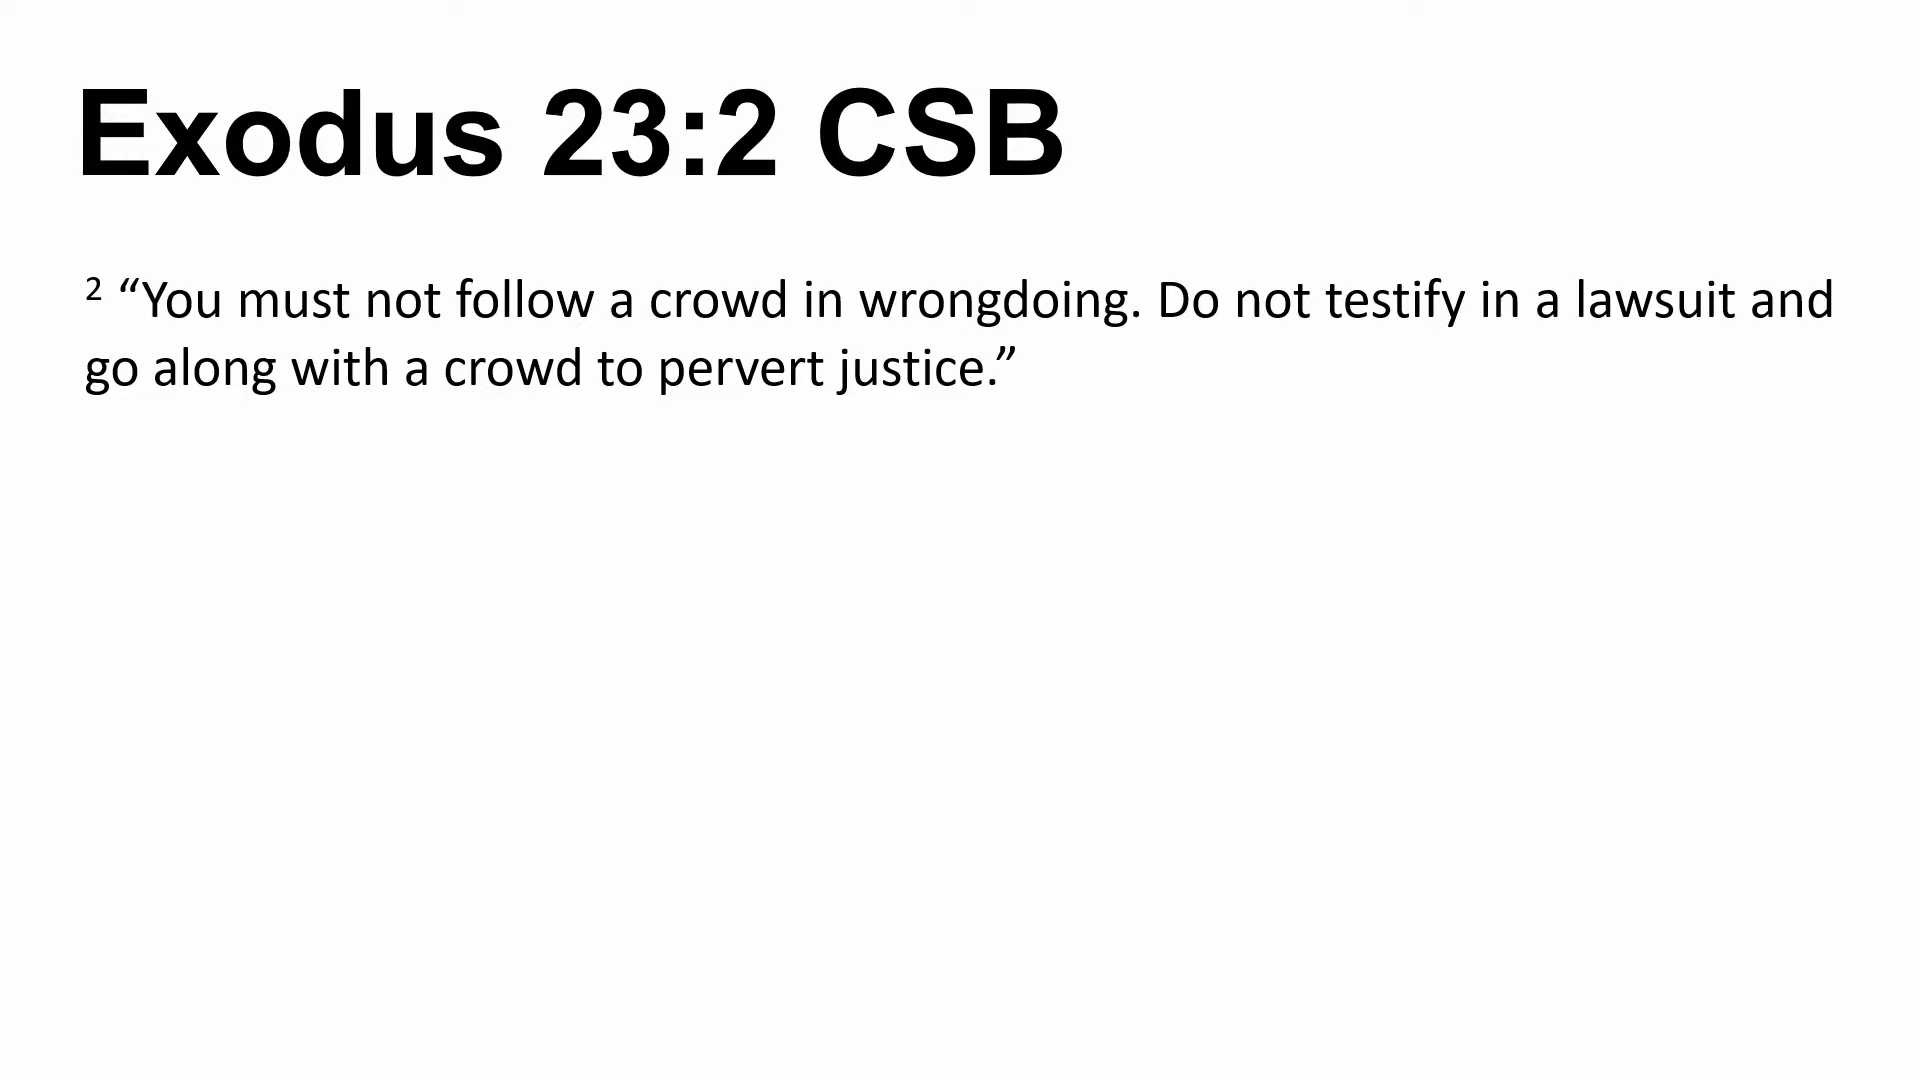 Exodus 23:2 CSB
² “You must not follow a crowd in wrongdoing. Do not testify in a lawsuit and
go along with a crowd to pervert justice.”